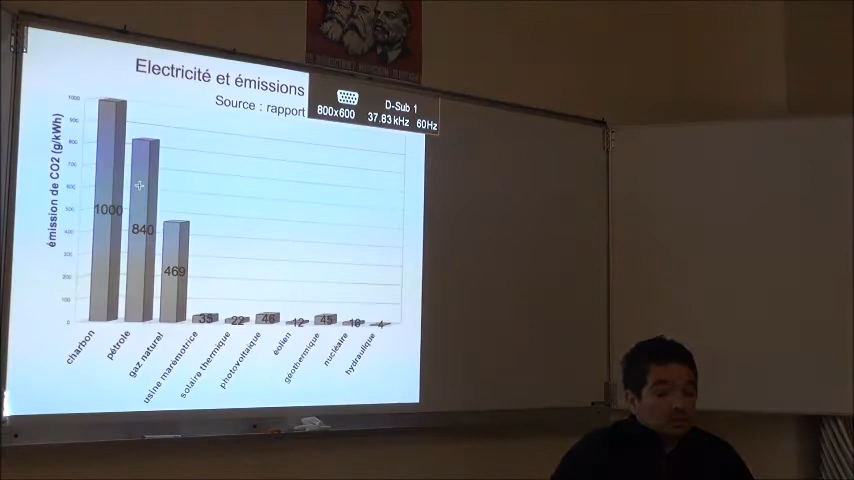 Electricité et émissions
Source : rapport
D-Sub 1
800x600 37.83 kHz 60Hz
émission de CO2 (g/kWh)
1000
900
800
700
600
500
400
300
200
100
0
1000
840
469
35
22
46
12
45
16
4
charbon
pétrole
gaz naturel
usine marémotrice
solaire thermique
photovoltaique
éolien
géothermique
nucléaire
hydraulique